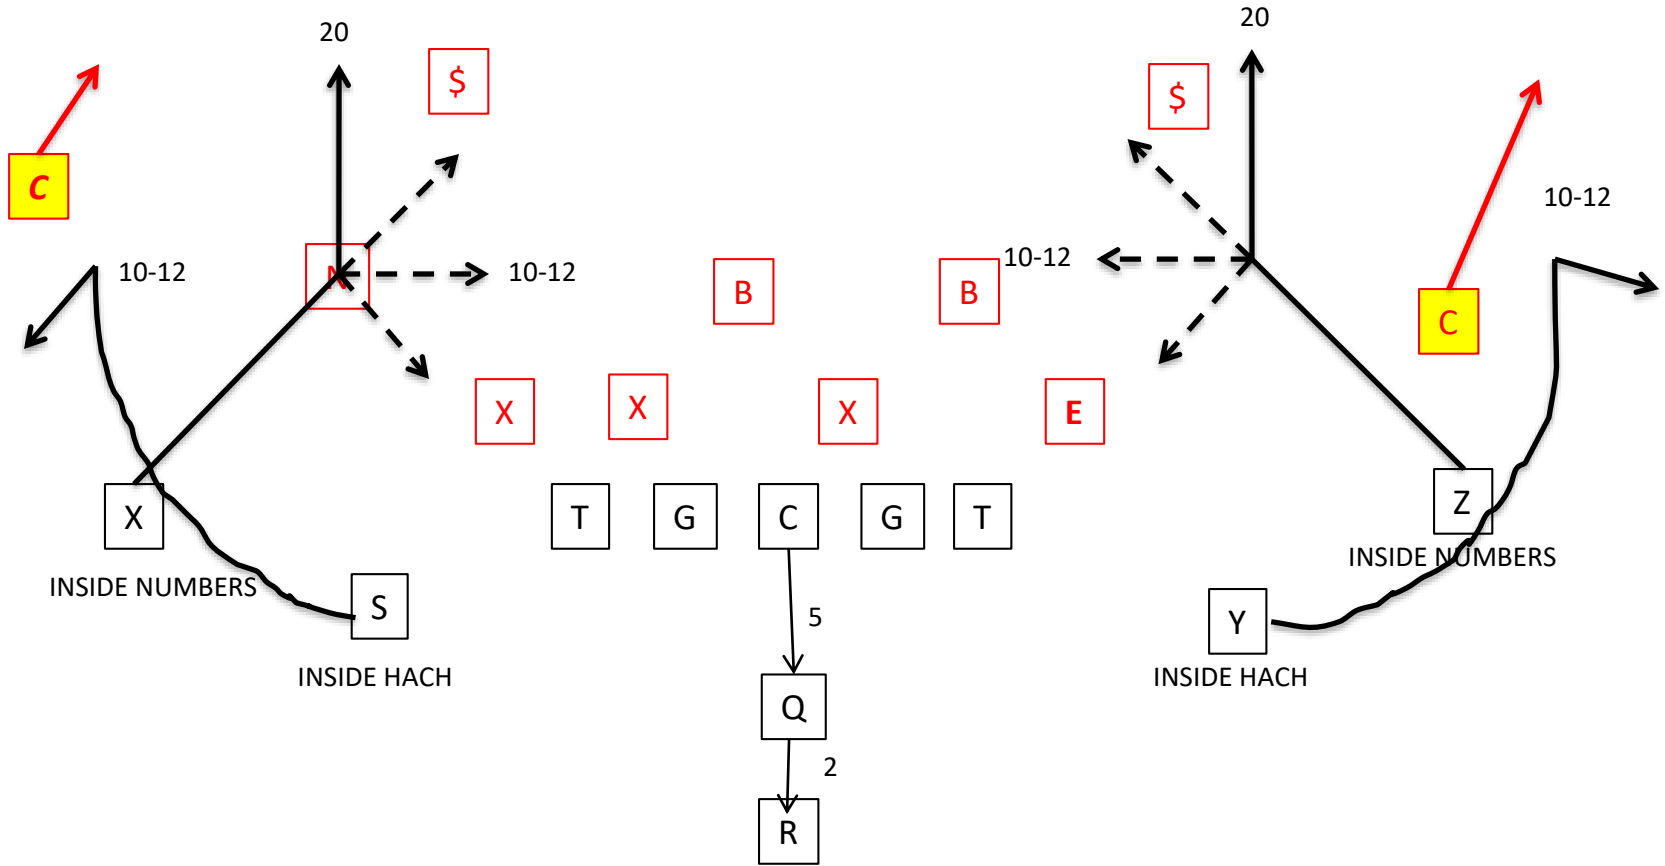 20
20
$
$
C
10-12
N
10-12
10-12
10-12
B
B
C
X
X
X
E
X
T
G
C
G
T
Z
INSIDE NUMBERS
INSIDE NUMBERS
S
5
Y
INSIDE HACH
INSIDE HACH
Q
2
R